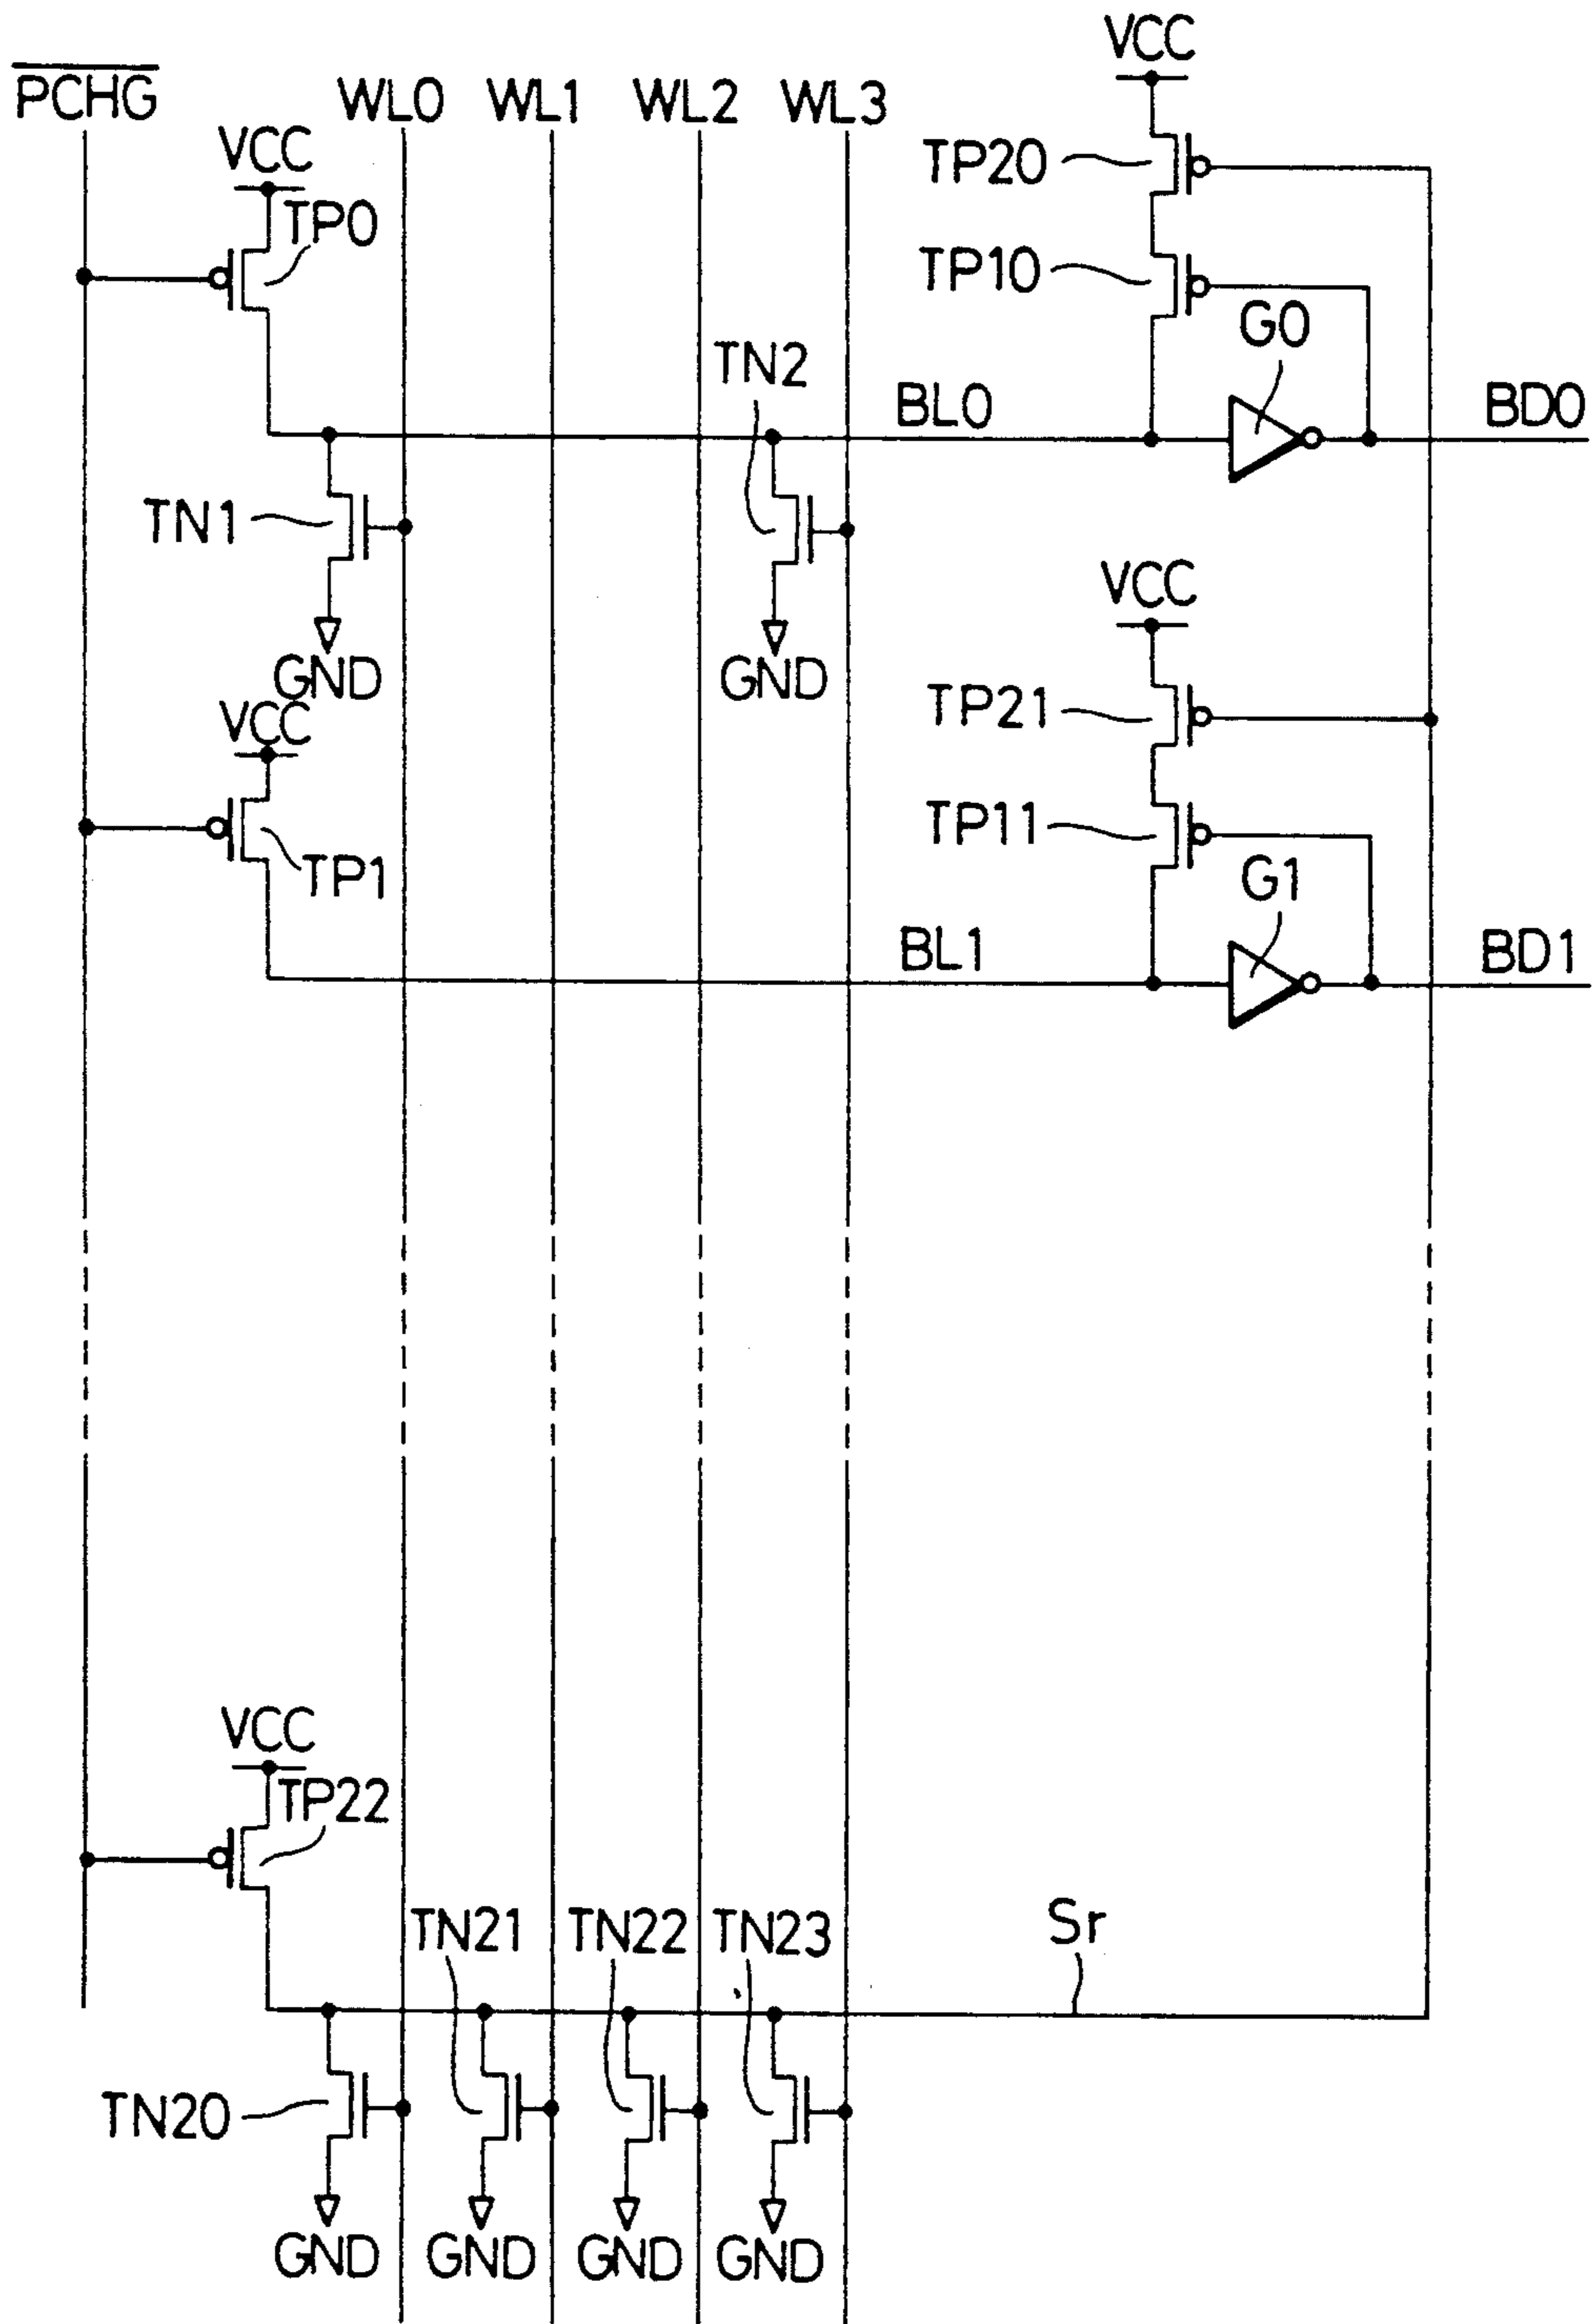 VCC
PCHG WL0 WL1 WL2 WL3
VCC
TP0
TP20
TP10
G0
TN2
BL0
BD0
TN1
GND
GND
VCC
VCC
TP21
TP1
TP11
G1
BL1
BD1
VCC
TP22
TN21
TN22
TN23
Sr
TN20
GND
GND
GND
GND